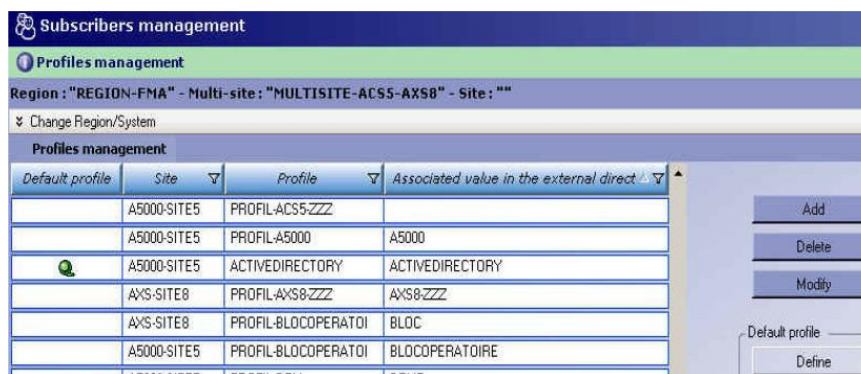 Subscribers management
Profiles management
Region : "REGION-FMA" - Multi-site : "MULTISITE-ACS5-AXS8" - Site : ""
Change Region/System
Profiles management
Default profile Site Profile Associated value in the external direct
A5000-SITE5 PROFIL-ACS5-ZZZ
A5000-SITE5 PROFIL-A5000 A5000
A5000-SITE5 ACTIVEDIRECTORY ACTIVEDIRECTORY
AXS-SITE8 PROFIL-AXS8-ZZZ AXS8-ZZZ
AXS-SITE8 PROFIL-BLOCOPERATOI BLOC
A5000-SITE5 PROFIL-BLOCOPERATOI BLOCOPERATOIRE
Add
Delete
Modify
Default profile
Define